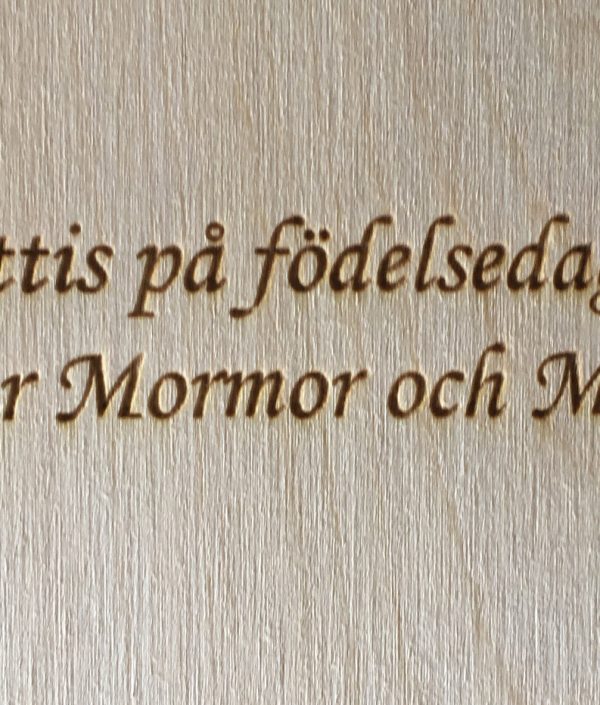 ttis på födelsedag
r Mormor och M